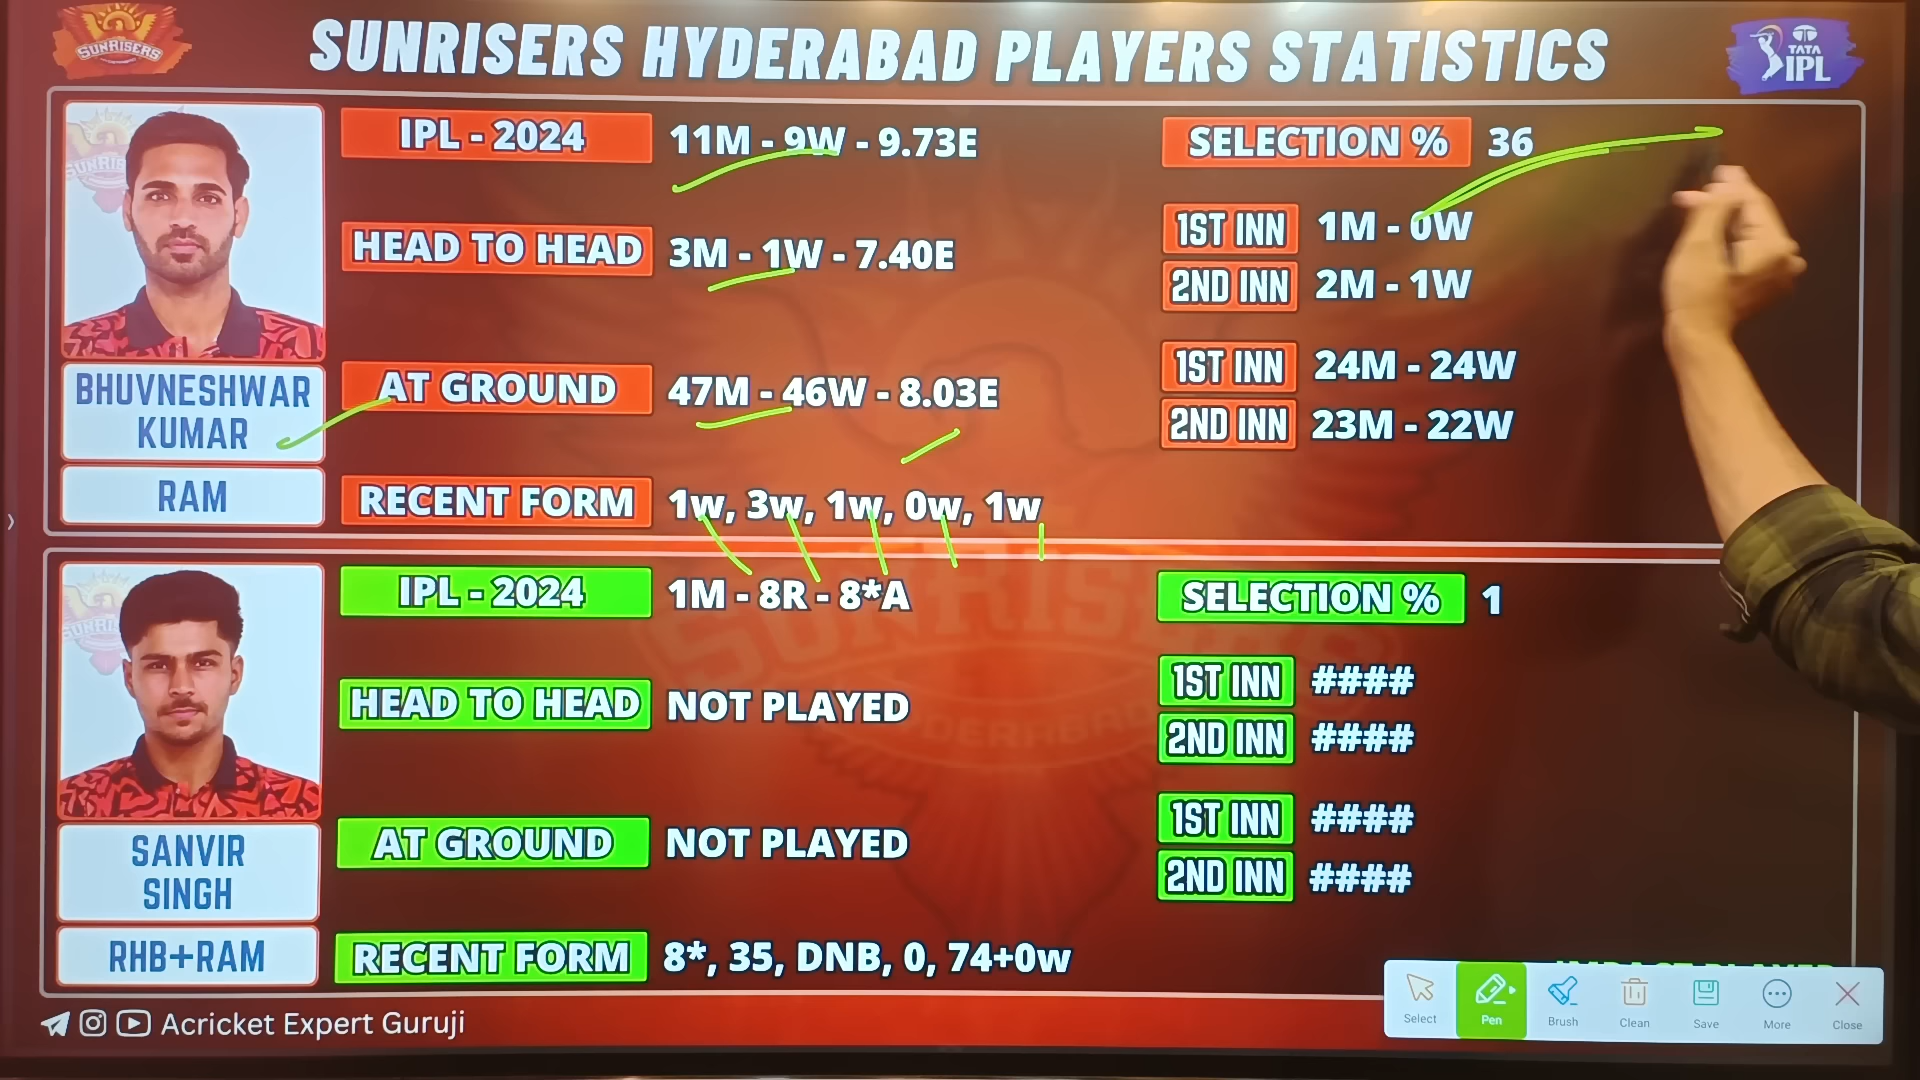 SUNRISERS
SUNRISERS HYDERABAD PLAYERS STATISTICS
TATA
IPL
IPL - 2024 11M - 9W - 9.73E SELECTION % 36
HEAD TO HEAD 3M - 1W - 7.40E
1ST INN 1M - 0W
2ND INN 2M - 1W
BHUVNESHWAR
KUMAR
AT GROUND 47M - 46W - 8.03E
1ST INN 24M - 24W
2ND INN 23M - 22W
RAM
RECENT FORM 1w, 3w, 1w, 0w, 1w
IPL - 2024 1M - 8R - 8*A SELECTION % 1
HEAD TO HEAD NOT PLAYED
1ST INN ####
2ND INN ####
SANVIR
SINGH
AT GROUND NOT PLAYED
1ST INN ####
2ND INN ####
RHB+RAM
RECENT FORM 8*, 35, DNB, 0, 74+0w
Acricket Expert Guruji
Select Pen Brush Clean Save More Close